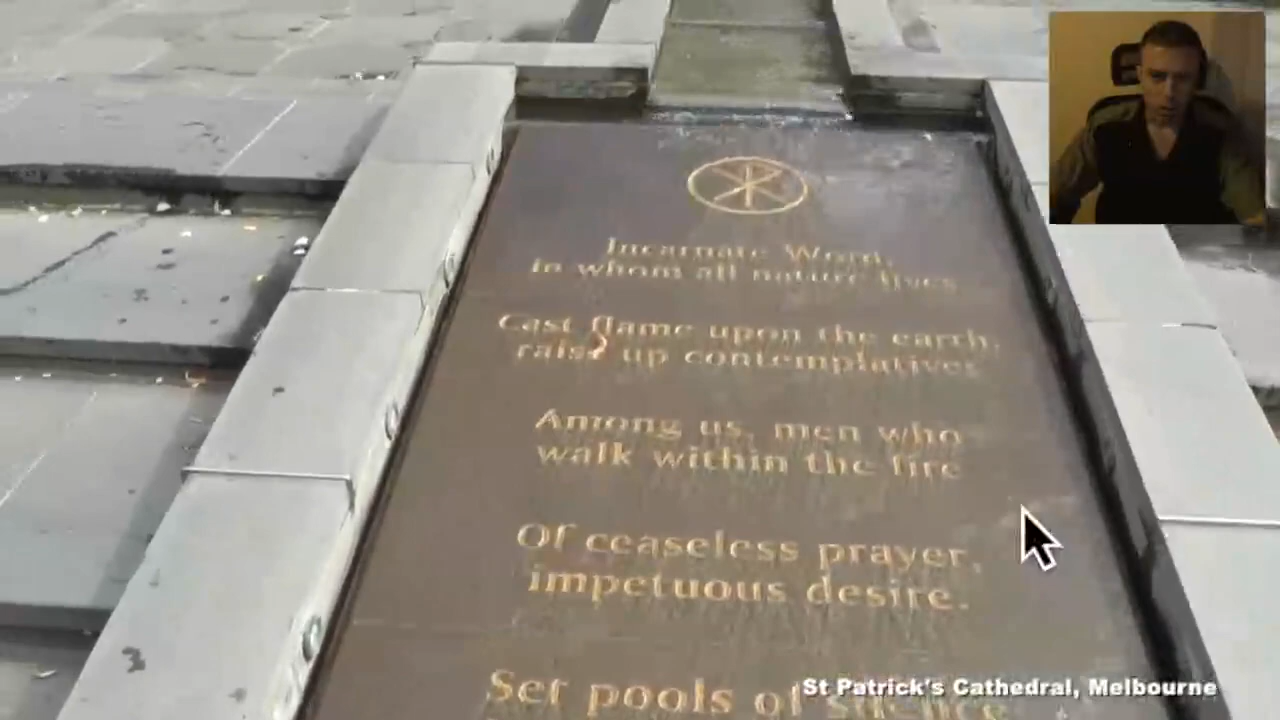 Incarnate Word,
in whom all nature lives
Cast flame upon the earth,
raise up contemplatives
Among us, men who
walk within the fire
Of ceaseless prayer,
impetuous desire.
Set pools of silence
St Patrick's Cathedral, Melbourne